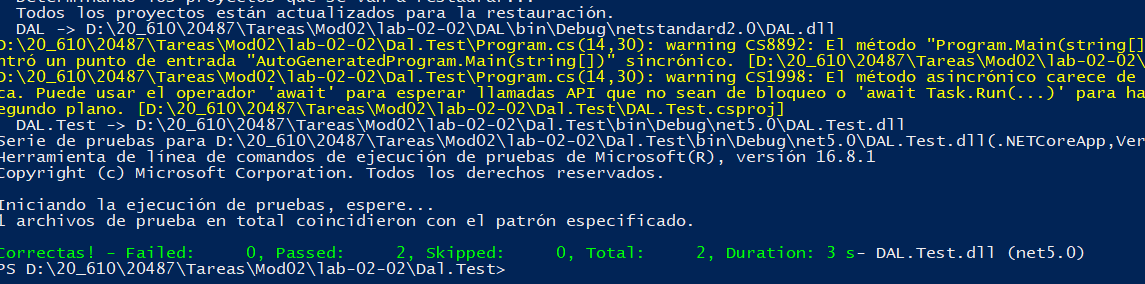 Determinando los proyectos que se van a restaurar...
Todos los proyectos están actualizados para la restauración.
DAL -> D:\20_610\20487\Tareas\Mod02\lab-02-02\DAL\bin\Debug\netstandard2.0\DAL.dll
D:\20_610\20487\Tareas\Mod02\lab-02-02\Dal.Test\Program.cs(14,30): warning CS8892: El método "Program.Main(string[]
ntró un punto de entrada "AutoGeneratedProgram.Main(string[])" sincrónico. [D:\20_610\20487\Tareas\Mod02\lab-02-02\
D:\20_610\20487\Tareas\Mod02\lab-02-02\Dal.Test\Program.cs(14,30): warning CS1998: El método asincrónico carece de
ca. Puede usar el operador 'await' para esperar llamadas API que no sean de bloqueo o 'await Task.Run(...)' para ha
egundo plano. [D:\20_610\20487\Tareas\Mod02\lab-02-02\Dal.Test\DAL.Test.csproj]
DAL.Test -> D:\20_610\20487\Tareas\Mod02\lab-02-02\Dal.Test\bin\Debug\net5.0\DAL.Test.dll
Serie de pruebas para D:\20_610\20487\Tareas\Mod02\lab-02-02\Dal.Test\bin\Debug\net5.0\DAL.Test.dll(.NETCoreApp,Ver
Herramienta de línea de comandos de ejecución de pruebas de Microsoft(R), versión 16.8.1
Copyright (c) Microsoft Corporation. Todos los derechos reservados.
Iniciando la ejecución de pruebas, espere...
1 archivos de prueba en total coincidieron con el patrón especificado.
Correctas! - Failed:     0, Passed:     2, Skipped:     0, Total:     2, Duration: 3 s- DAL.Test.dll (net5.0)
PS D:\20_610\20487\Tareas\Mod02\lab-02-02\Dal.Test>